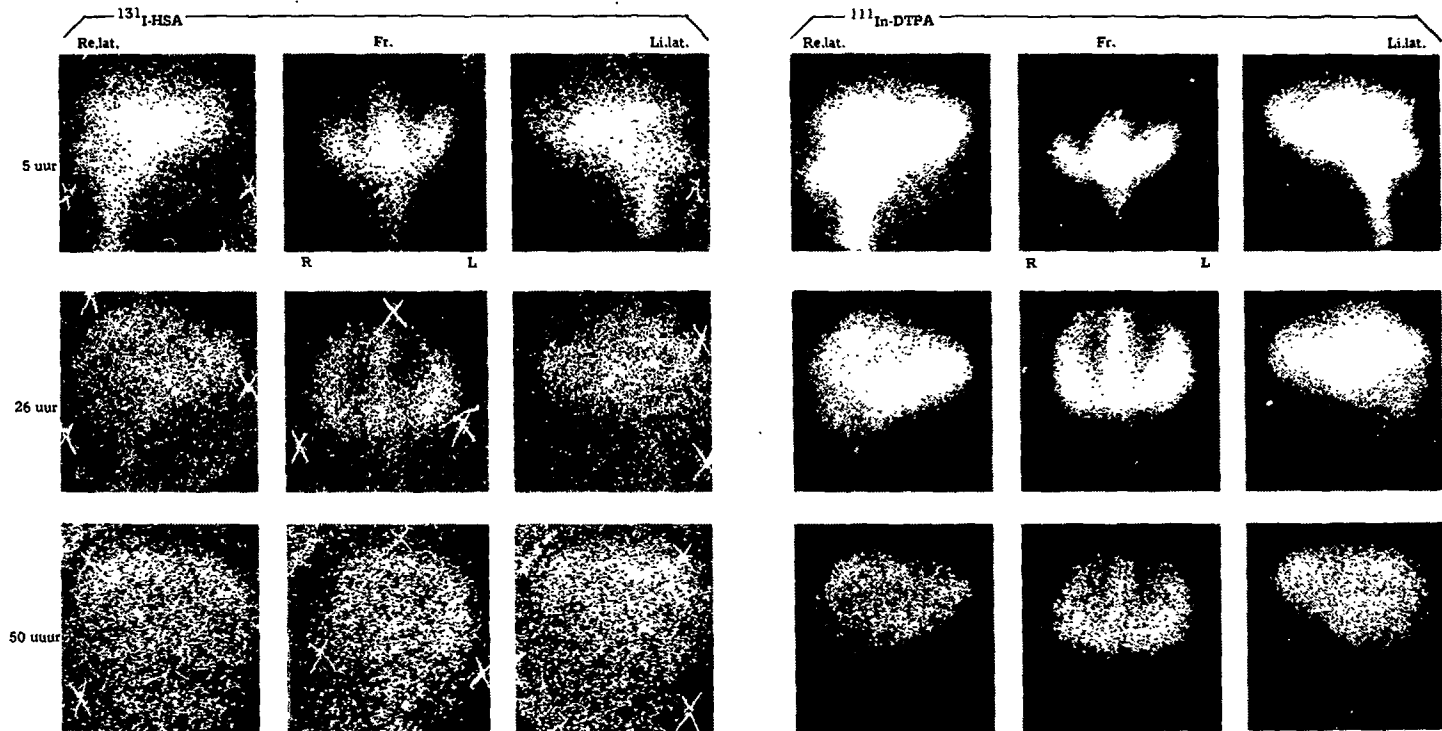 131I-HSA 111In-DTPA
Re.lat. Fr. Li.lat. Re.lat. Fr. Li.lat.
5 uur
R L R L
26 uur
50 uuur